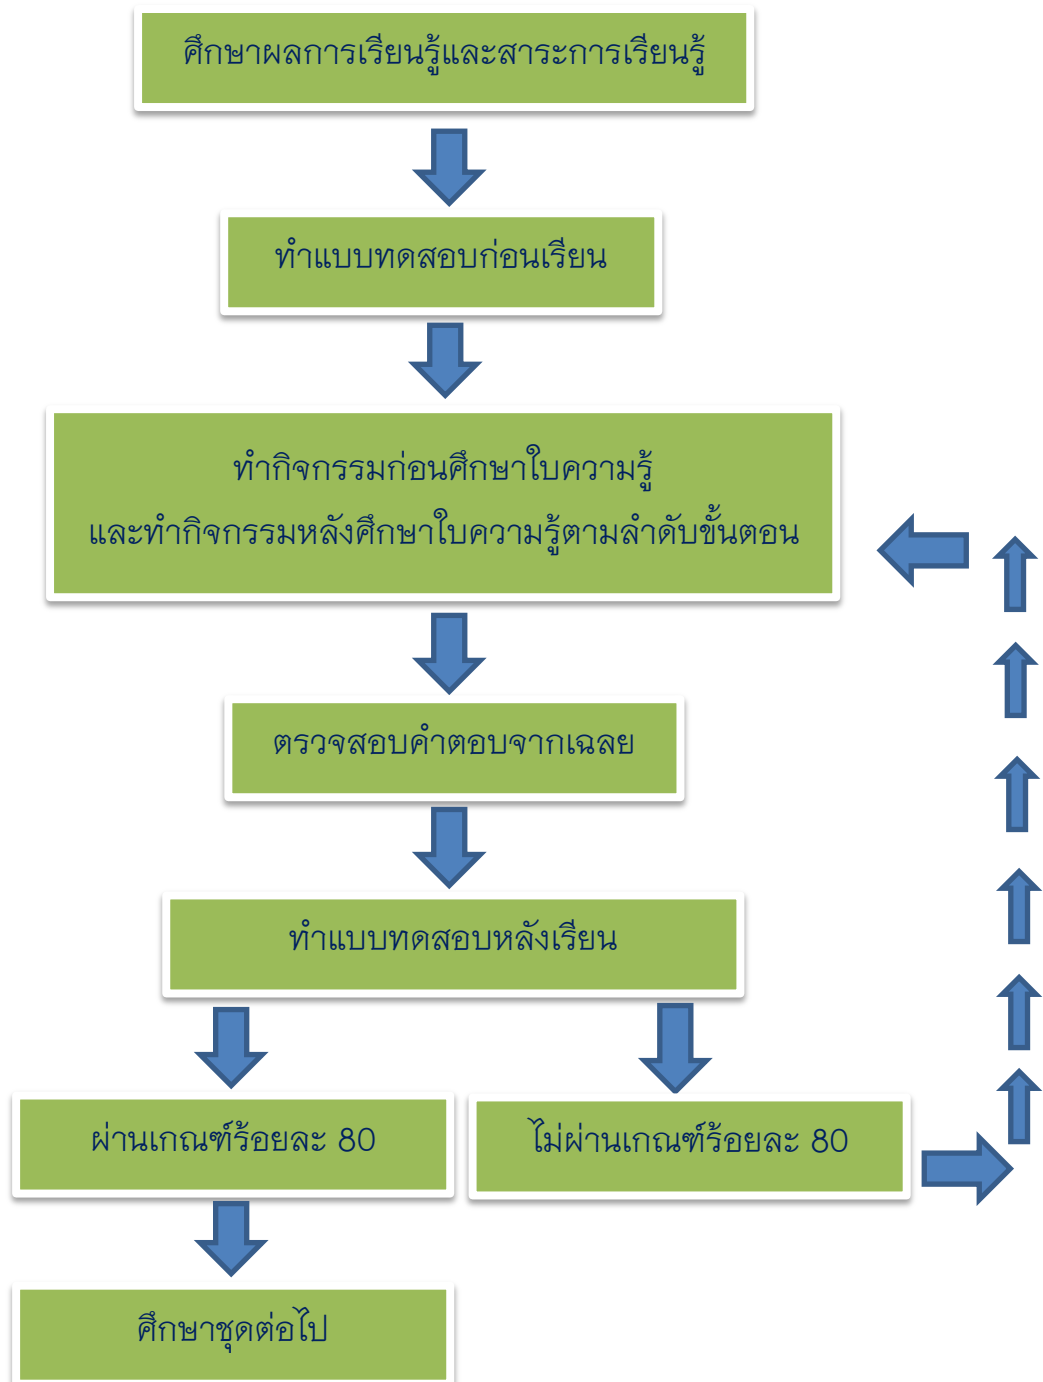 ศึกษาผลการเรียนรู้และสาระการเรียนรู้
ทำแบบทดสอบก่อนเรียน
ทำกิจกรรมก่อนศึกษาใบความรู้
และทำกิจกรรมหลังศึกษาใบความรู้ตามลำดับขั้นตอน
ตรวจสอบคำตอบจากเฉลย
ทำแบบทดสอบหลังเรียน
ผ่านเกณฑ์ร้อยละ 80
ไม่ผ่านเกณฑ์ร้อยละ 80
ศึกษาชุดต่อไป